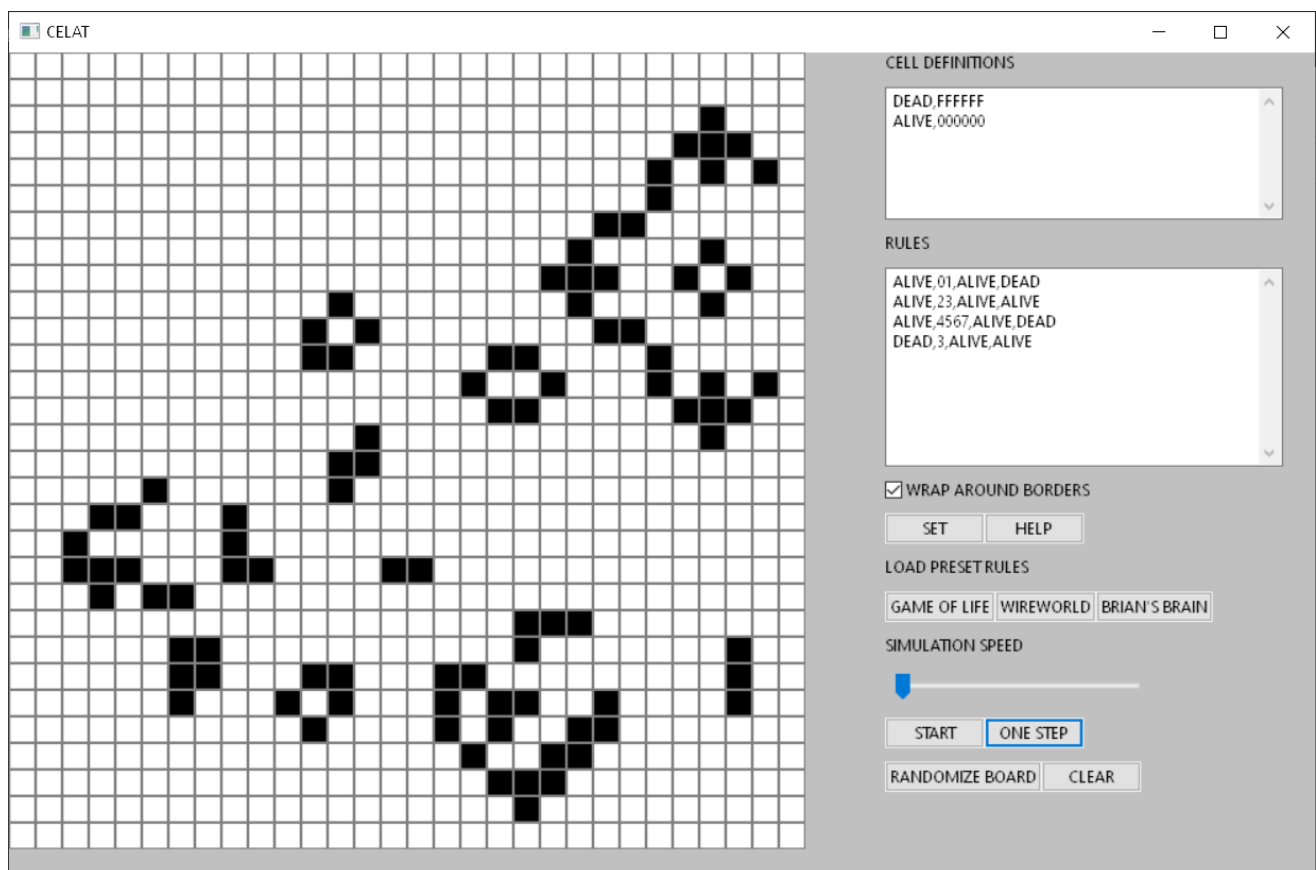 CELAT
CELL DEFINITIONS
DEAD,FFFFFF
ALIVE,000000
RULES
ALIVE,01,ALIVE,DEAD
ALIVE,23,ALIVE,ALIVE
ALIVE,4567,ALIVE,DEAD
DEAD,3,ALIVE,ALIVE
WRAP AROUND BORDERS
SET HELP
LOAD PRESET RULES
GAME OF LIFE WIREWORLD BRIAN'S BRAIN
SIMULATION SPEED
START ONE STEP
RANDOMIZE BOARD CLEAR